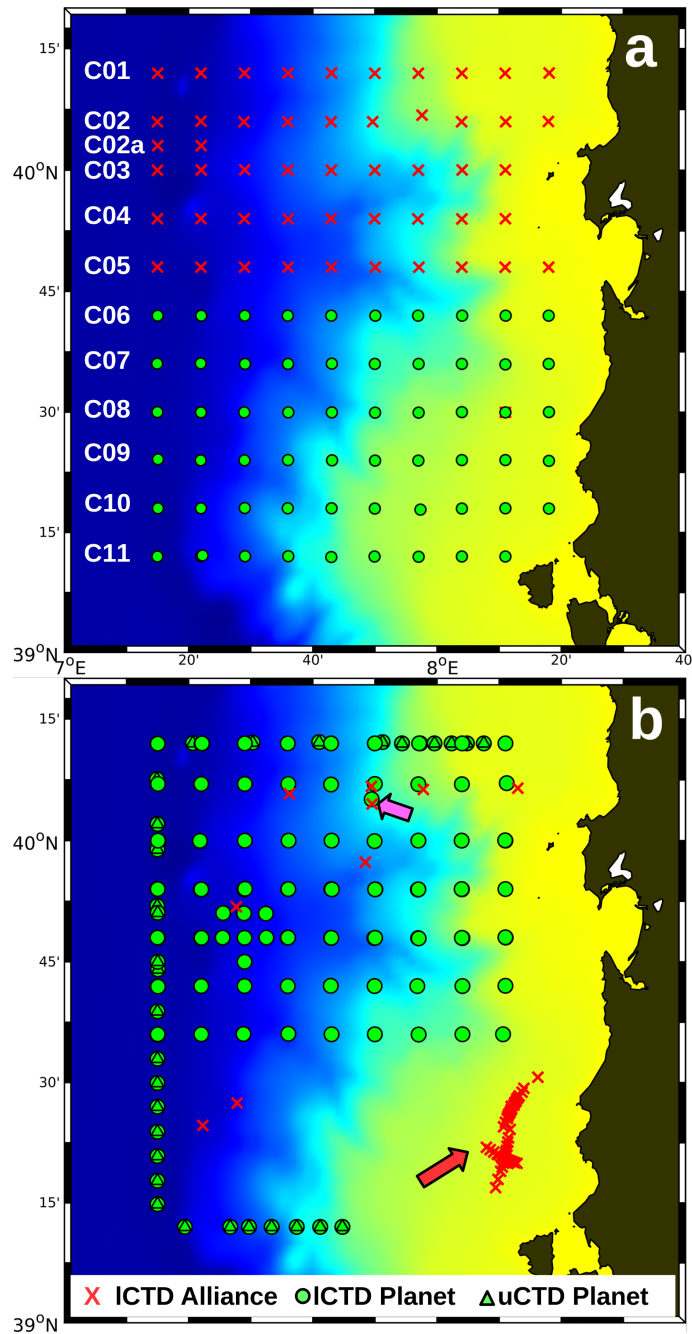 a
15'
C01
C02
C02a
40°N
C03
C04
C05
45'
C06
C07
30'
C08
C09
C10
15'
C11
39°N
7°E 20' 40' 8°E 20' 40
b
15'
40°N
45'
30'
15'
lCTD Alliance lCTD Planet uCTD Planet
39°N